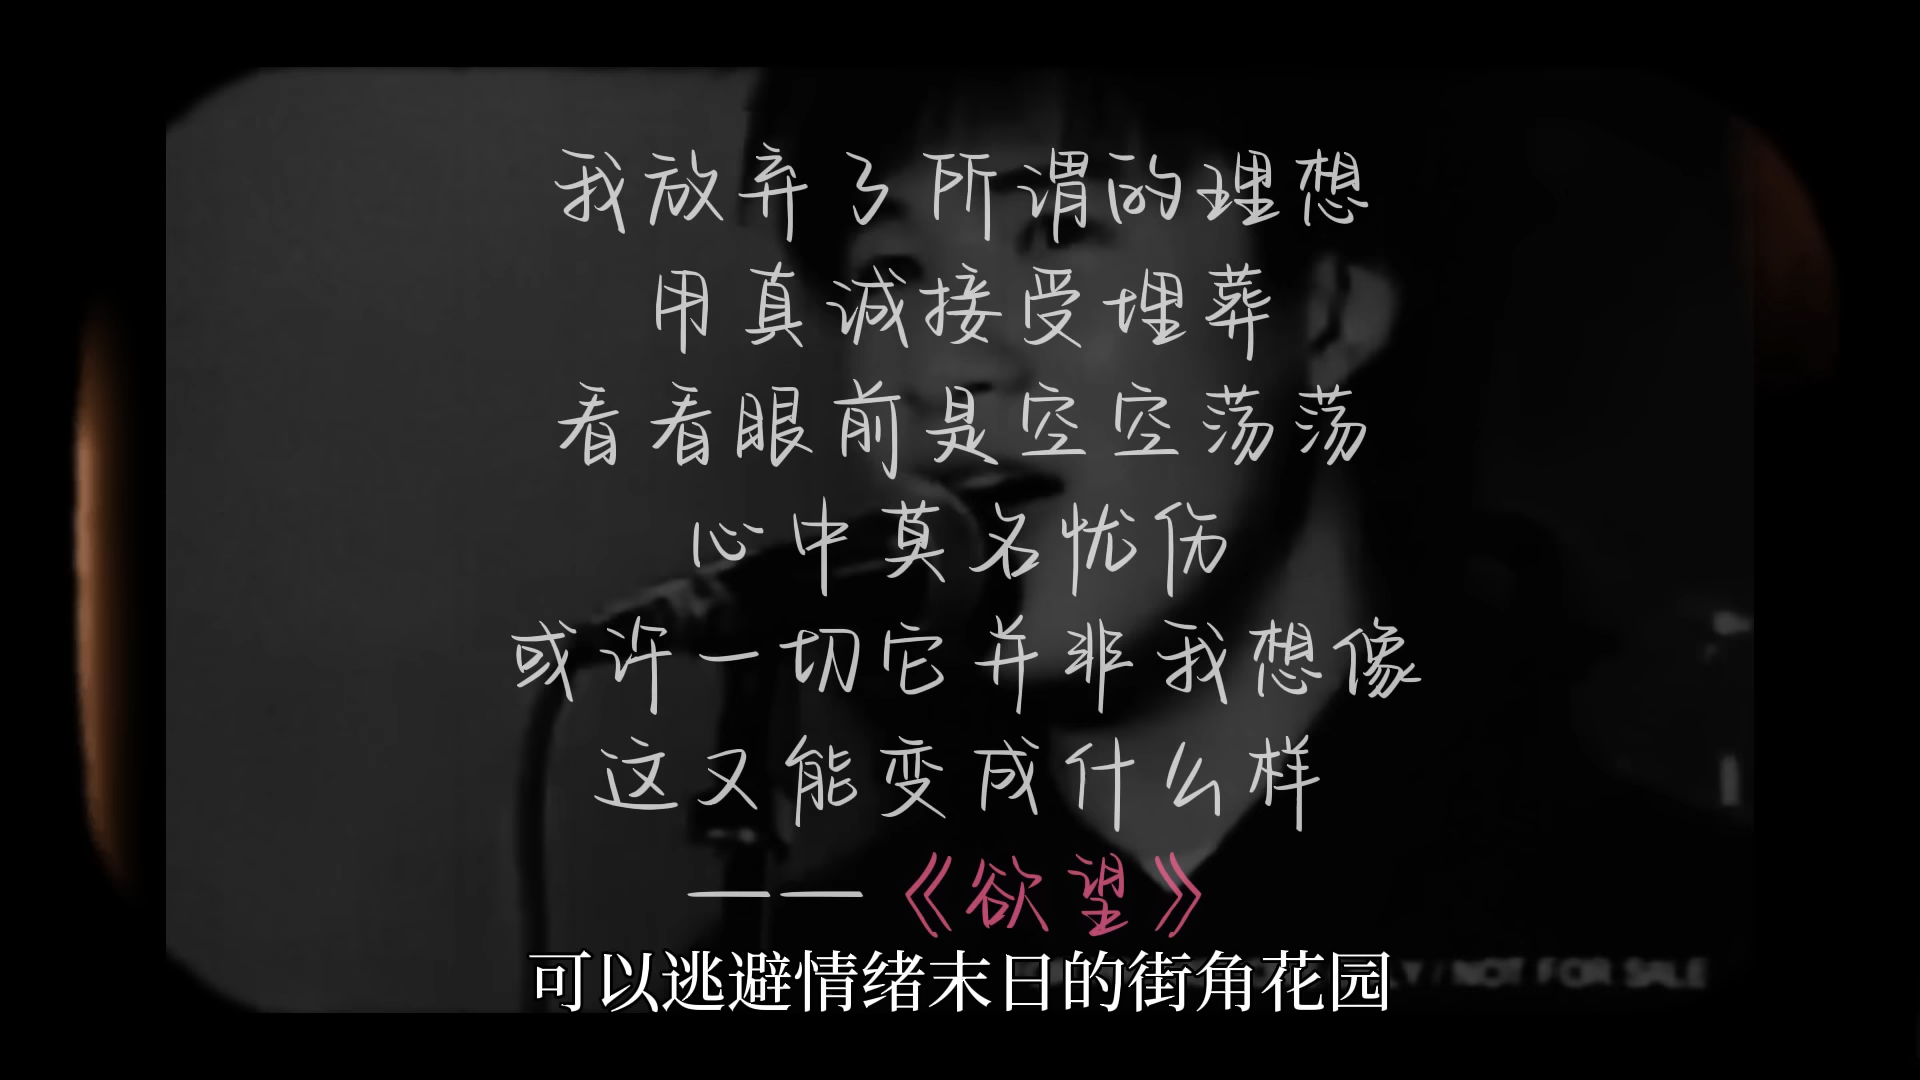 我放弃了所谓的理想
用真诚接受埋葬
看看眼前是空空荡荡
心中莫名忧伤
或许一切它并非我想像
这又能变成什么样
——《欲望》
可以逃避情绪末日的街角花园
Y / NOT FOR SALE